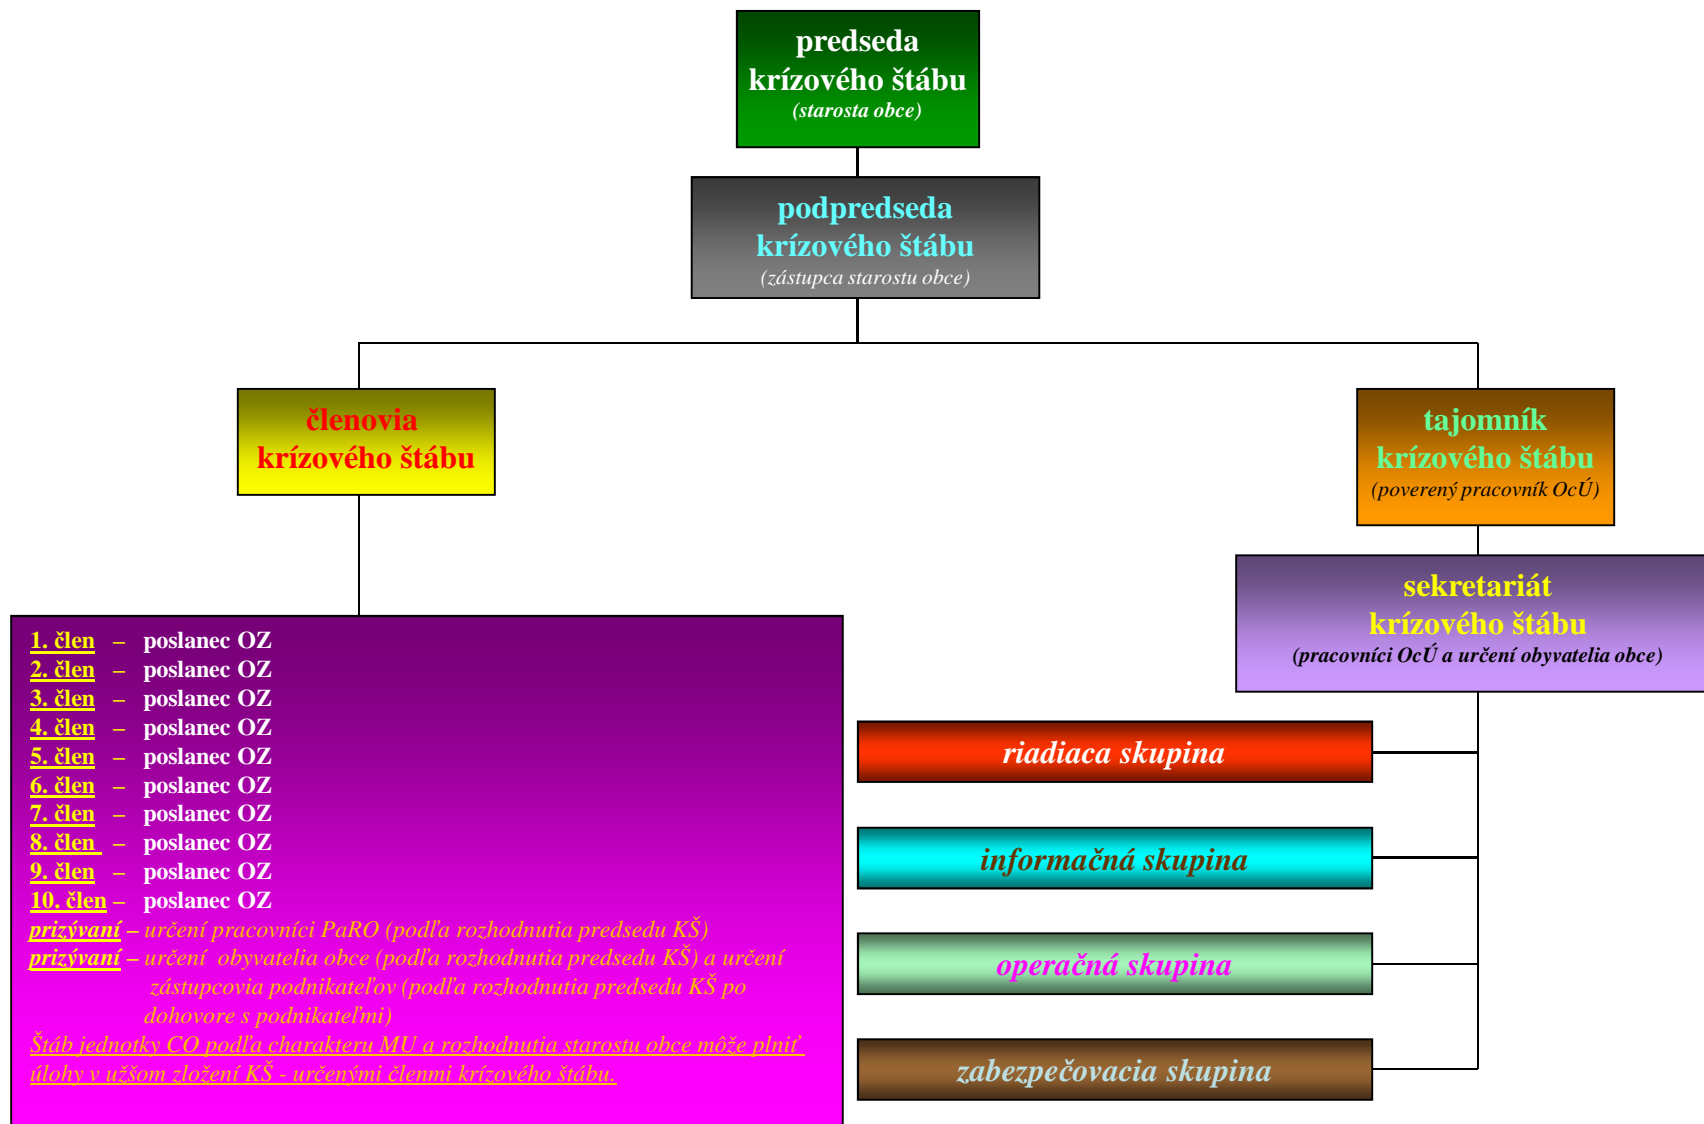 predseda
krízového štábu
(starosta obce)
podpredseda
krízového štábu
(zástupca starostu obce)
členovia
krízového štábu
tajomník
krízového štábu
(poverený pracovník OcÚ)
sekretariát
krízového štábu
(pracovníci OcÚ a určení obyvatelia obce)
1. člen – poslanec OZ
2. člen – poslanec OZ
3. člen – poslanec OZ
4. člen – poslanec OZ
5. člen – poslanec OZ
6. člen – poslanec OZ
7. člen – poslanec OZ
8. člen – poslanec OZ
9. člen – poslanec OZ
10. člen – poslanec OZ
prizývaní – určení pracovníci PaRO (podľa rozhodnutia predsedu KŠ)
prizývaní – určení obyvatelia obce (podľa rozhodnutia predsedu KŠ) a určení
zástupcovia podnikateľov (podľa rozhodnutia predsedu KŠ po
dohovore s podnikateľmi)
Štáb jednotky CO podľa charakteru MU a rozhodnutia starostu obce môže plniť
úlohy v užšom zložení KŠ - určenými členmi krízového štábu.
riadiaca skupina
informačná skupina
operačná skupina
zabezpečovacia skupina